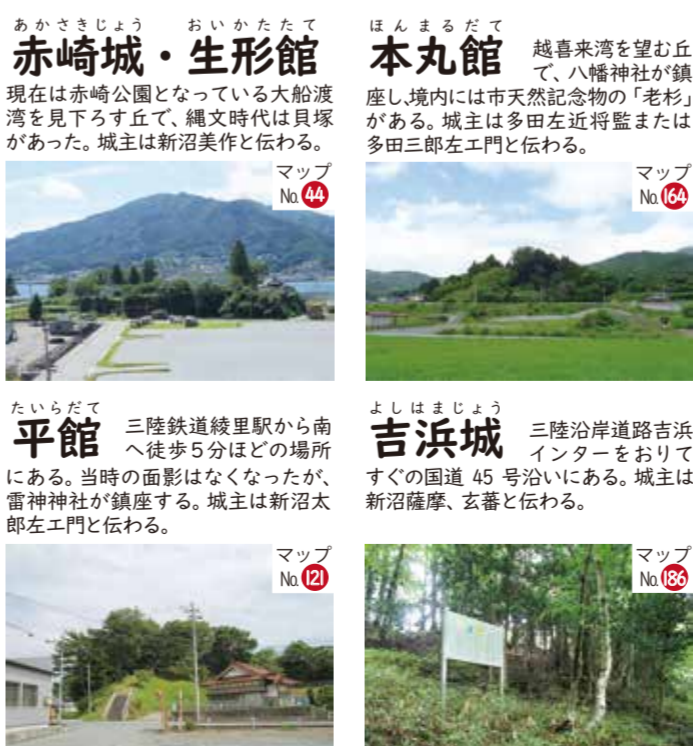 あかさきじょう おいかたたて
赤崎城・生形館
現在は赤崎公園となっている大船渡
湾を見下ろす丘で、縄文時代は貝塚
があった。城主は新沼美作と伝わる。
マップ
No.44
ほんまるだて
本丸館
越喜来湾を望む丘
で、八幡神社が鎮
座し、境内には市天然記念物の「老杉」
がある。城主は多田左近将監または
多田三郎左エ門と伝わる。
マップ
No.164
たいらだて
平館
三陸鉄道綾里駅から南
へ徒歩5分ほどの場所
にある。当時の面影はなくなったが、
雷神神社が鎮座する。城主は新沼太
郎左エ門と伝わる。
マップ
No.121
よしはまじょう
吉浜城
三陸沿岸道路吉浜
インターをおりて
すぐの国道 45 号沿いにある。城主は
新沼薩摩、玄蕃と伝わる。
マップ
No.186